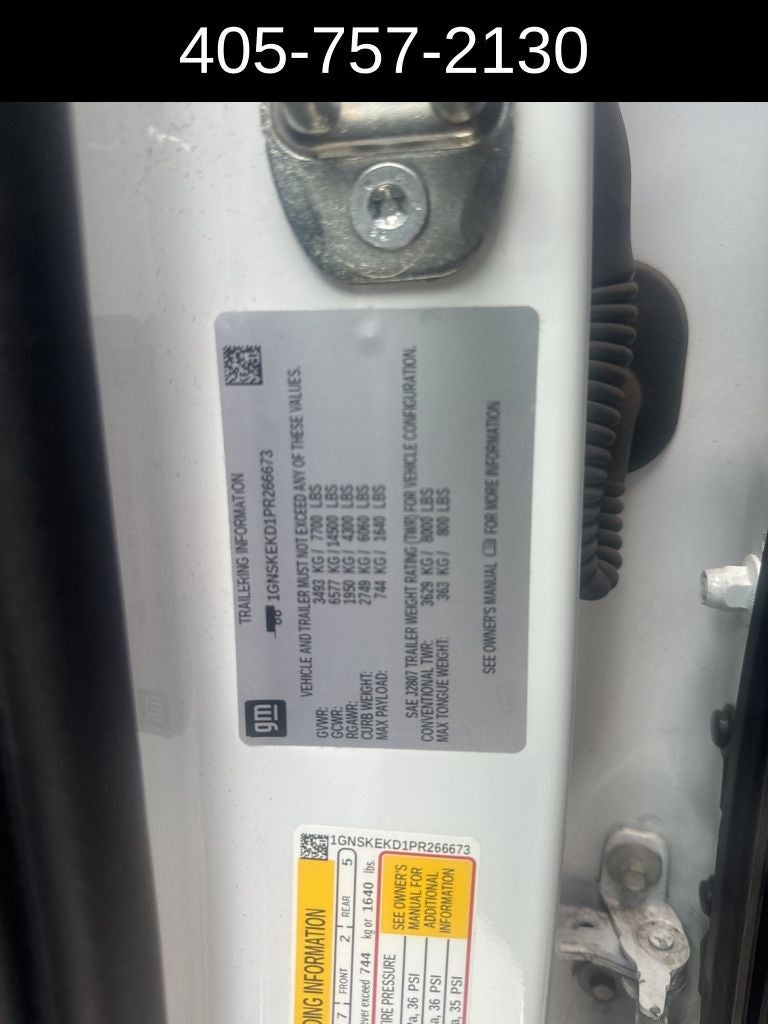 405-757-2130
gm
TRAILERING INFORMATION
1GNSKEKD1PR266673
VEHICLE AND TRAILER MUST NOT EXCEED ANY OF THESE VALUES.
GVWR: 3493 KG / 7700 LBS
GCWR: 6577 KG / 14500 LBS
RGAWR: 1950 KG / 4300 LBS
CURB WEIGHT: 2749 KG / 6060 LBS
MAX PAYLOAD: 744 KG / 1640 LBS
SAE J2807 TRAILER WEIGHT RATING (TWR) FOR VEHICLE CONFIGURATION.
CONVENTIONAL TWR: 3629 KG / 8000 LBS
MAX TONGUE WEIGHT: 363 KG / 800 LBS
SEE OWNER'S MANUAL FOR MORE INFORMATION
1GNSKEKD1PR266673
DING INFORMATION
7 FRONT 2 REAR 5
ever exceed 744 kg or 1640 lbs.
TIRE PRESSURE
a, 36 PSI
a, 36 PSI
a, 35 PSI
SEE OWNER'S
MANUAL FOR
ADDITIONAL
INFORMATION